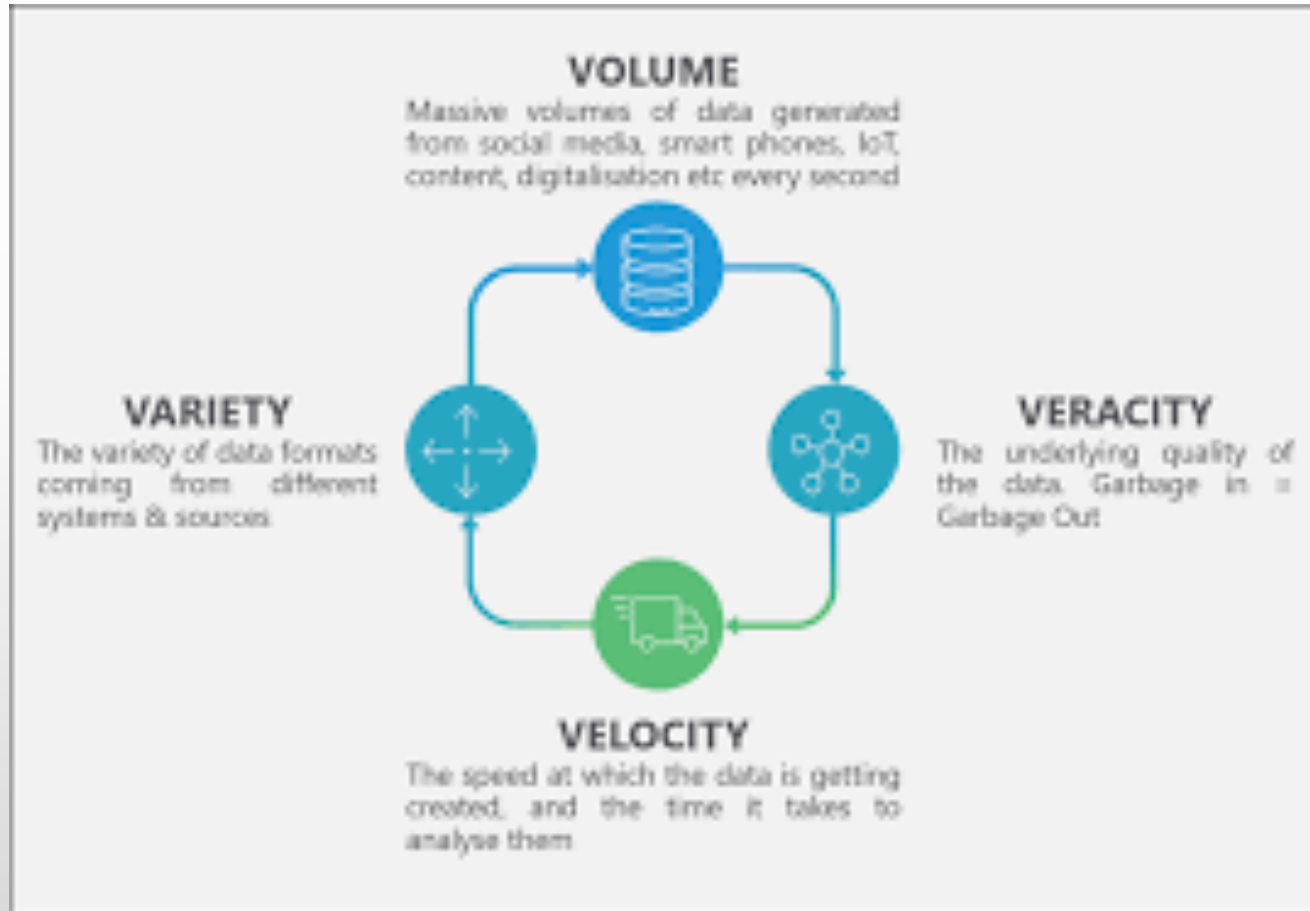 VOLUME
Massive volumes of data generated
from social media, smart phones, IoT,
content, digitalisation etc every second
VARIETY
The variety of data formats
coming from different
systems & sources
VERACITY
The underlying quality of
the data. Garbage in =
Garbage Out
VELOCITY
The speed at which the data is getting
created, and the time it takes to
analyse them